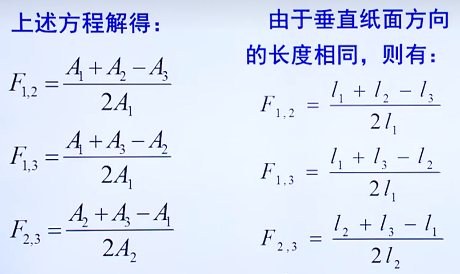 上述方程解得：
F1,2 = (A1 + A2 − A3) / 2A1
F1,3 = (A1 + A3 − A2) / 2A1
F2,3 = (A2 + A3 − A1) / 2A2
由于垂直纸面方向
的长度相同，则有：
F1,2 = (l1 + l2 − l3) / 2l1
F1,3 = (l1 + l3 − l2) / 2l1
F2,3 = (l2 + l3 − l1) / 2l2